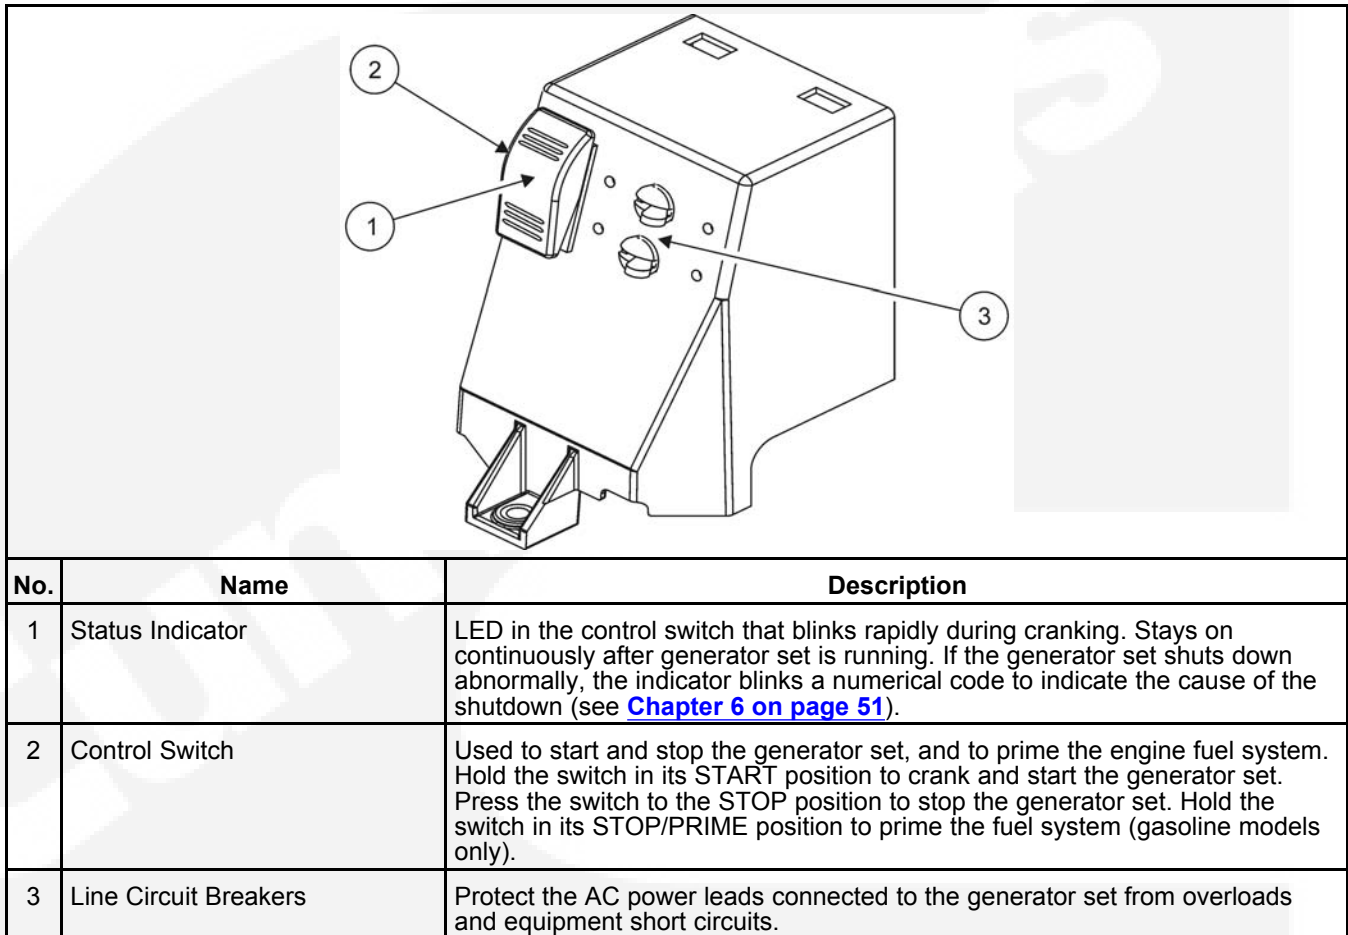 2
1
3
No. Name Description
1 Status Indicator LED in the control switch that blinks rapidly during cranking. Stays on
continuously after generator set is running. If the generator set shuts down
abnormally, the indicator blinks a numerical code to indicate the cause of the
shutdown (see Chapter 6 on page 51).
2 Control Switch Used to start and stop the generator set, and to prime the engine fuel system.
Hold the switch in its START position to crank and start the generator set.
Press the switch to the STOP position to stop the generator set. Hold the
switch in its STOP/PRIME position to prime the fuel system (gasoline models
only).
3 Line Circuit Breakers Protect the AC power leads connected to the generator set from overloads
and equipment short circuits.